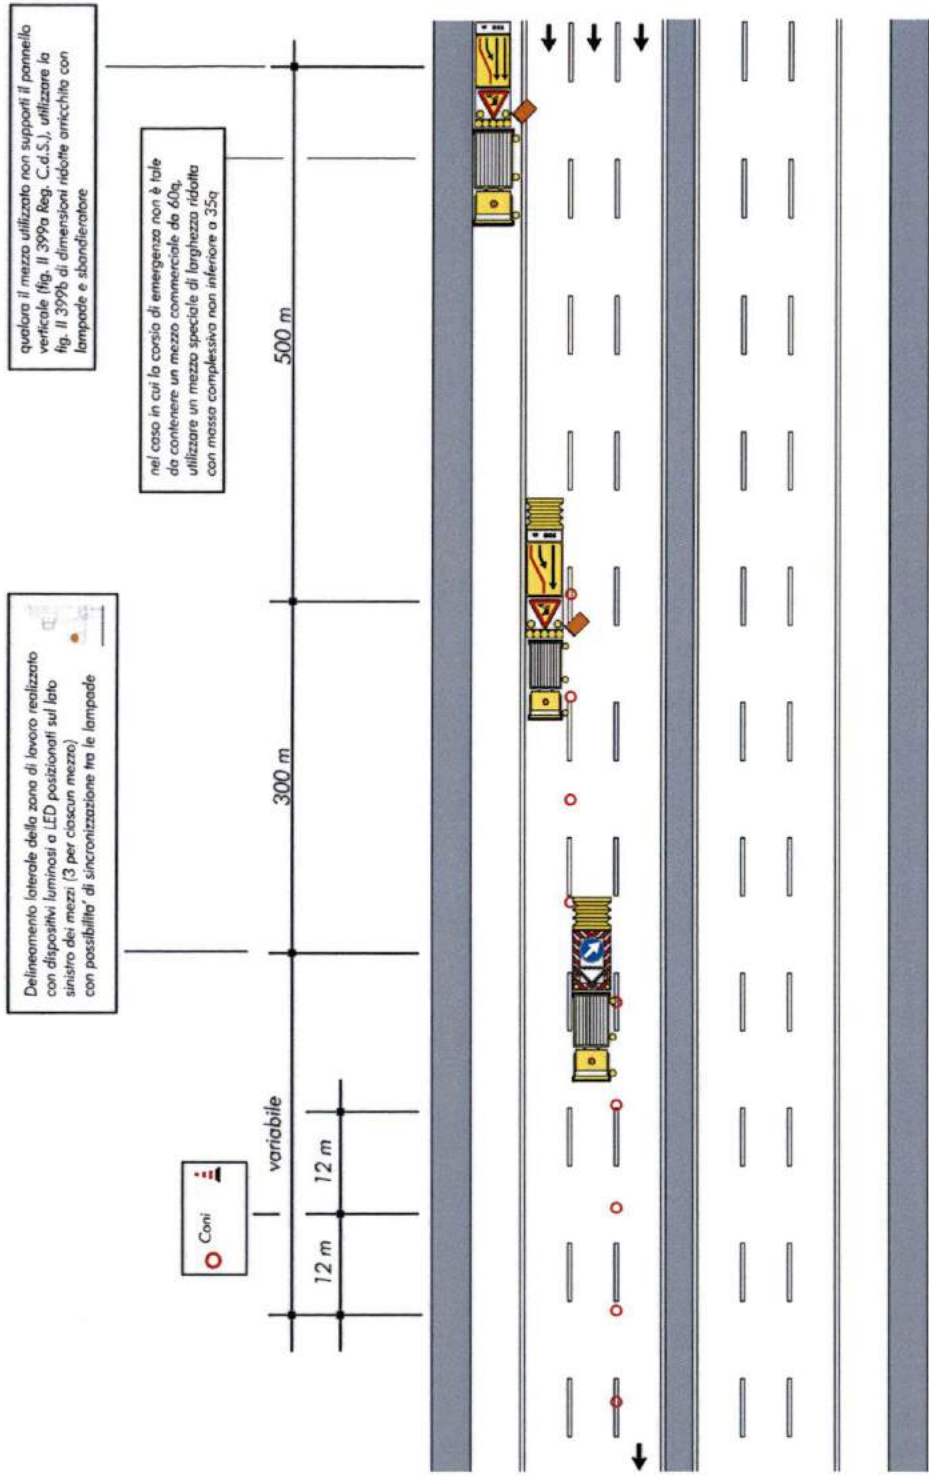 qualora il mezzo utilizzato non supporti il pannello
verticale (fig. II 399a Reg. C.d.S.), utilizzare la
fig. II 399b di dimensioni ridotte arricchita con
lampade e sbandieratore
nel caso in cui la corsia di emergenza non è tale
da contenere un mezzo commerciale da 60q,
utilizzare un mezzo speciale di larghezza ridotta
con massa complessiva non inferiore a 35q
Delineamento laterale della zona di lavoro realizzato
con dispositivi luminosi a LED posizionati sul lato
sinistro dei mezzi (3 per ciascun mezzo)
con possibilita' di sincronizzazione tra le lampade
Coni
variabile
300 m
500 m
12 m
12 m